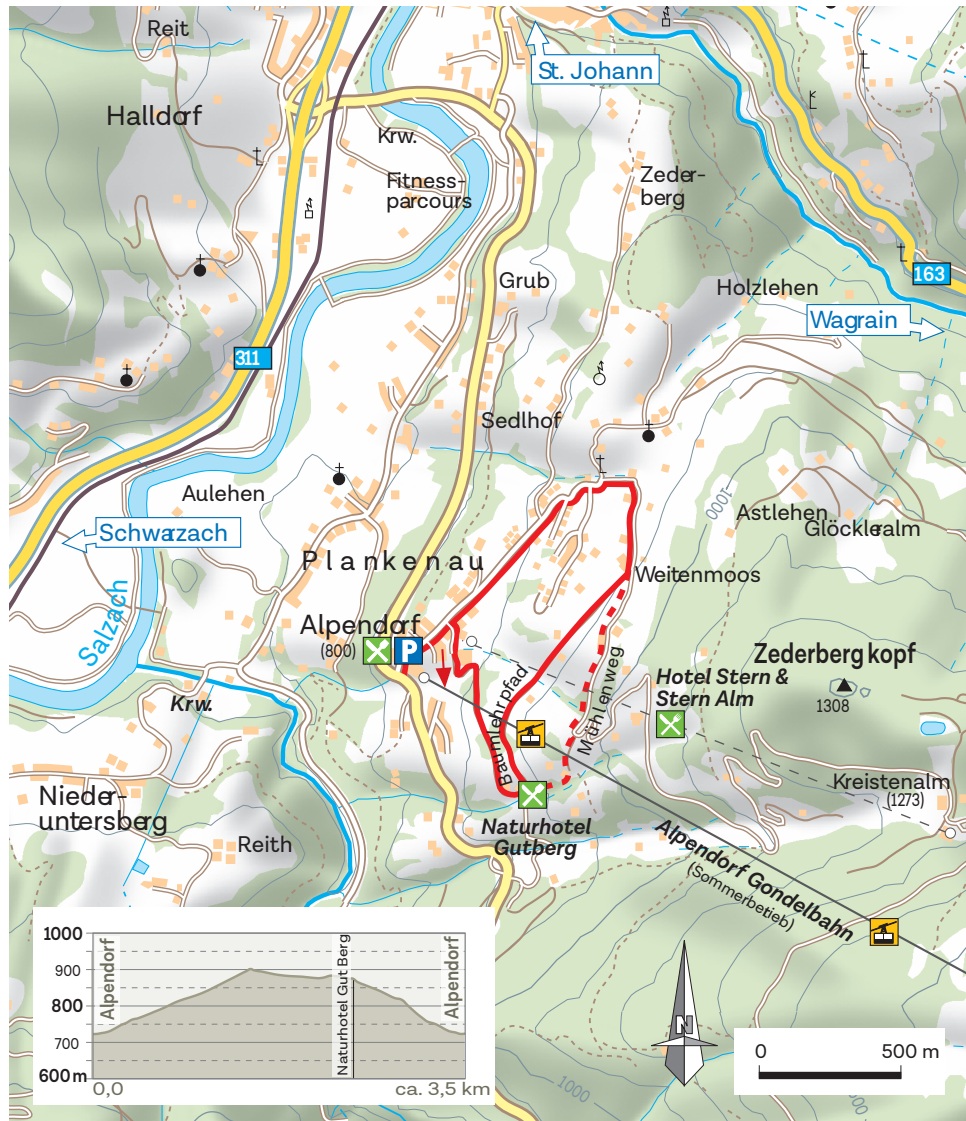 Reit
St. Johann
Halldorf
Krw.
Fitness-
parcours
Zeder-
berg
163
Grub
Holzlehen
Wagrain
311
Sedlhof
Aulehen
1000
Astlehen
Glöckleralm
Schwarzach
Plankenau
Weitenmoos
Salzach
Alpendorf
(800)
P
Zederbergkopf
Hotel Stern &
Stern Alm
1308
Baumlehrpfad
Mühlenweg
Krw.
Kreistenalm
(1273)
Nieder-
untersberg
Naturhotel
Gutberg
Reith
Alpendorf Gondelbahn
(Sommerbetrieb)
1000
900
800
700
600 m
Alpendorf
Naturhotel Gut Berg
Alpendorf
0,0
ca. 3,5 km
N
0
500 m
1000
1000